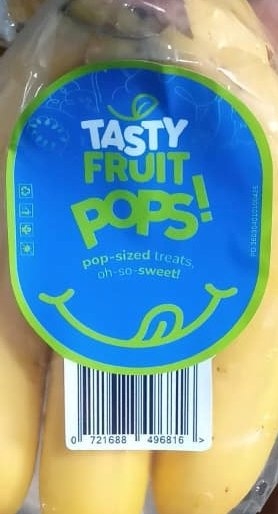 TASTY
FRUIT
POPS!
pop-sized treats,
oh-so-sweet!
0 721688 496816 >